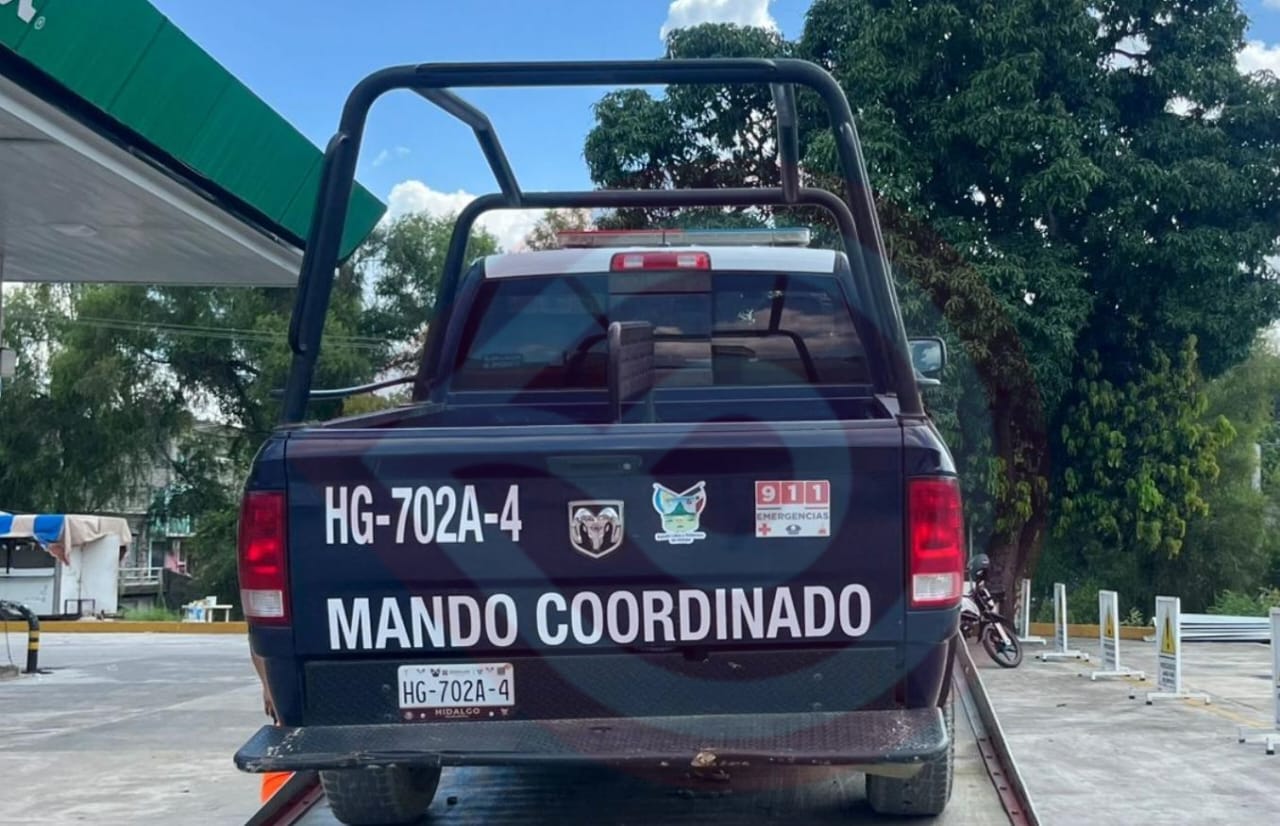 HG-702A-4
911
EMERGENCIAS
MANDO COORDINADO
HG-702A-4
HIDALGO